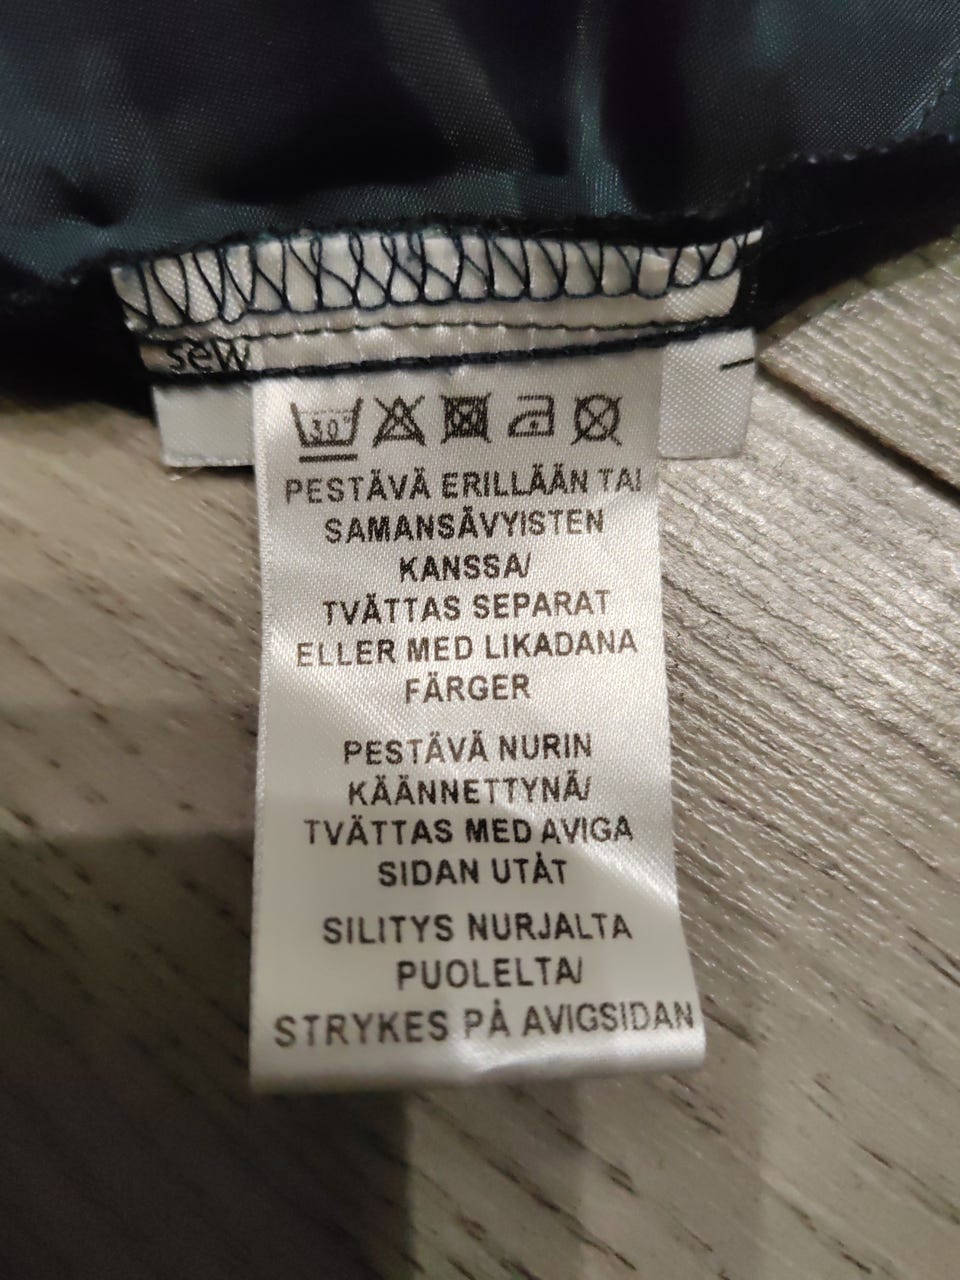 sew
30°
PESTÄVÄ ERILLÄÄN TAI
SAMANSÄVYISTEN
KANSSA/
TVÄTTAS SEPARAT
ELLER MED LIKADANA
FÄRGER
PESTÄVÄ NURIN
KÄÄNNETTYNÄ/
TVÄTTAS MED AVIGA
SIDAN UTÅT
SILITYS NURJALTA
PUOLELTA/
STRYKES PÅ AVIGSIDAN